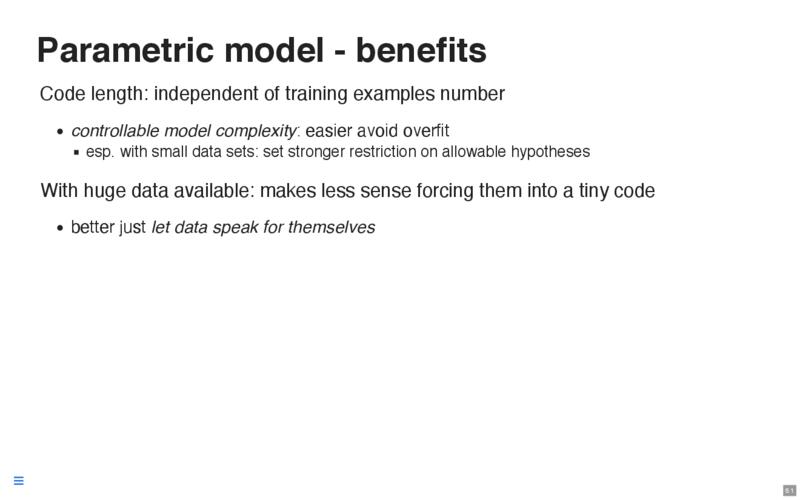 Parametric model - benefits
Code length: independent of training examples number
• controllable model complexity: easier avoid overfit
▪ esp. with small data sets: set stronger restriction on allowable hypotheses
With huge data available: makes less sense forcing them into a tiny code
• better just let data speak for themselves